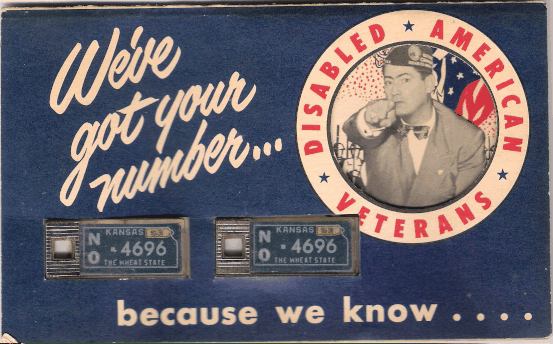 We've
got your
number...
DISABLED ★ AMERICAN ★ VETERANS ★
KANSAS 53
NO 4696
THE WHEAT STATE
KANSAS 53
NO 4696
THE WHEAT STATE
because we know....